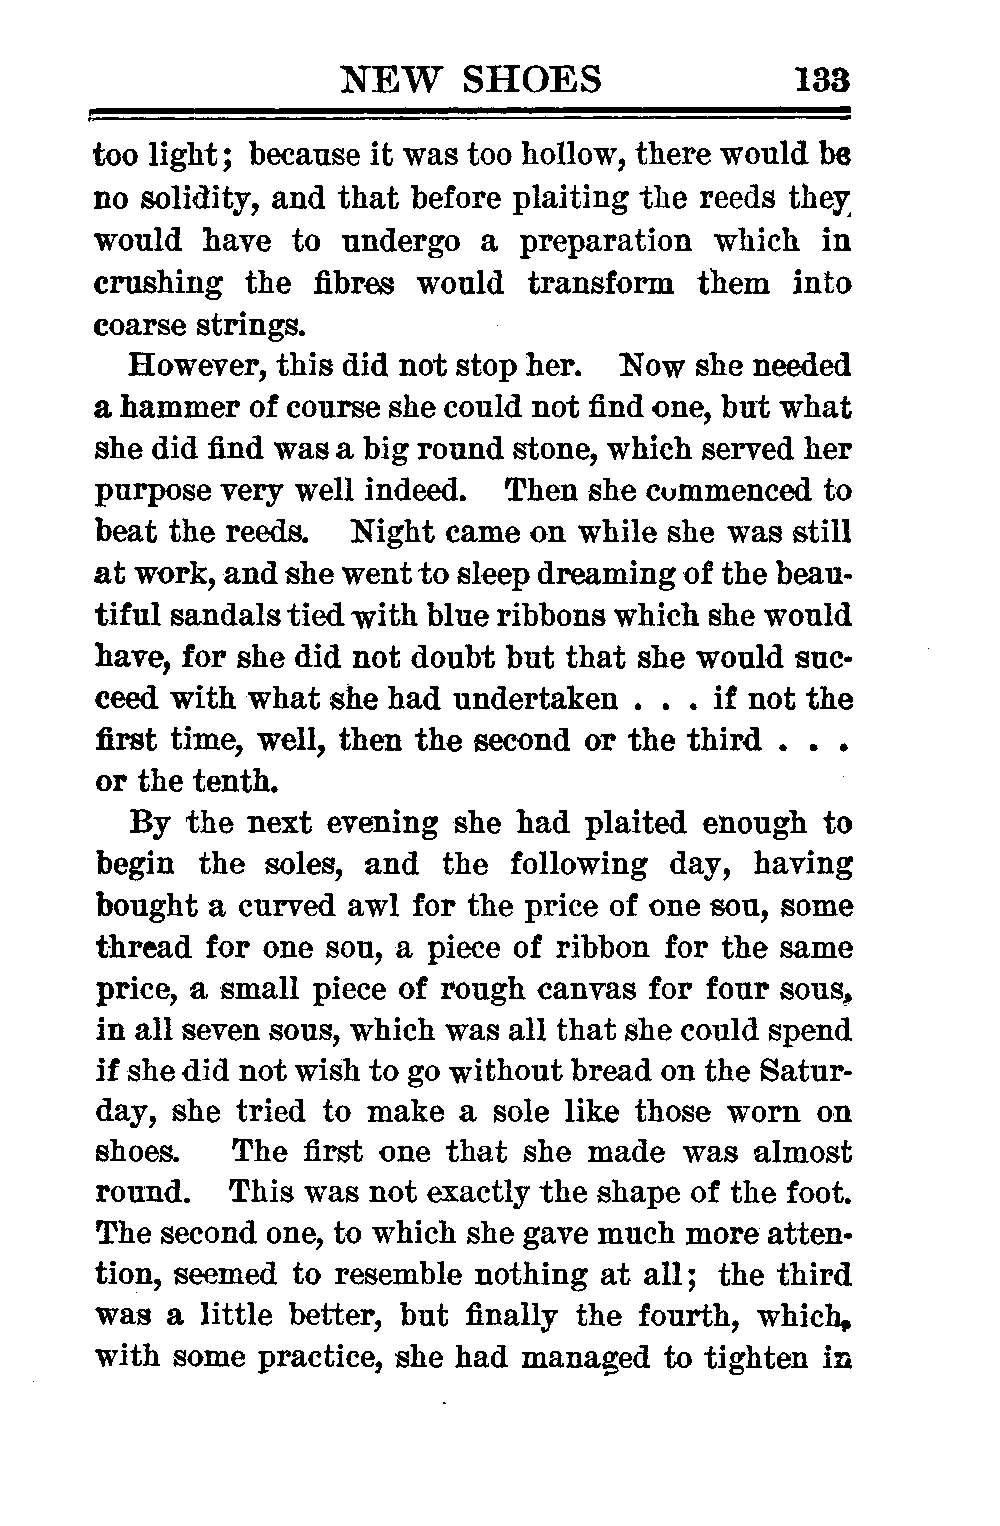 NEW SHOES 133
too light; because it was too hollow, there would be
no solidity, and that before plaiting the reeds they
would have to undergo a preparation which in
crushing the fibres would transform them into
coarse strings.
However, this did not stop her. Now she needed
a hammer of course she could not find one, but what
she did find was a big round stone, which served her
purpose very well indeed. Then she commenced to
beat the reeds. Night came on while she was still
at work, and she went to sleep dreaming of the beau-
tiful sandals tied with blue ribbons which she would
have, for she did not doubt but that she would suc-
ceed with what she had undertaken . . . if not the
first time, well, then the second or the third . . .
or the tenth.
By the next evening she had plaited enough to
begin the soles, and the following day, having
bought a curved awl for the price of one sou, some
thread for one sou, a piece of ribbon for the same
price, a small piece of rough canvas for four sous,
in all seven sous, which was all that she could spend
if she did not wish to go without bread on the Satur-
day, she tried to make a sole like those worn on
shoes. The first one that she made was almost
round. This was not exactly the shape of the foot.
The second one, to which she gave much more atten-
tion, seemed to resemble nothing at all; the third
was a little better, but finally the fourth, which,
with some practice, she had managed to tighten in